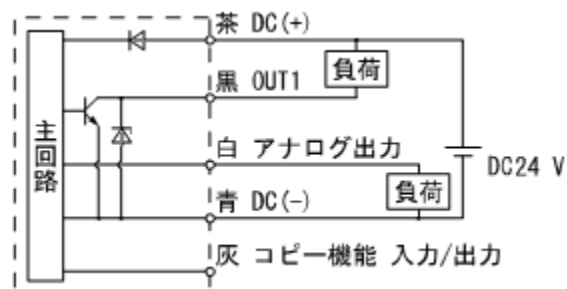 茶 DC(+)
負荷
黒 OUT1
主回路
白 アナログ出力
DC24 V
負荷
青 DC(-)
灰 コピー機能 入力/出力